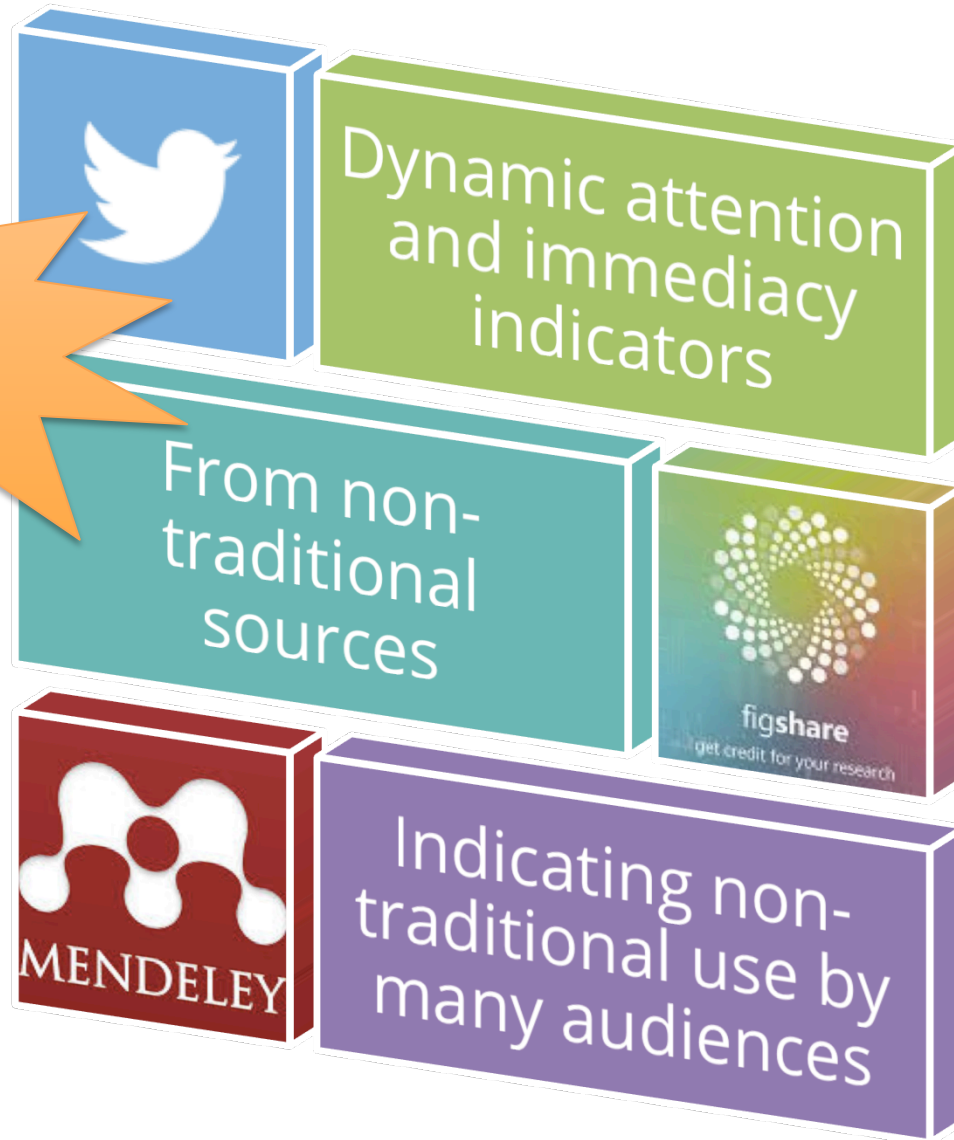 Dynamic attention
and immediacy
indicators
From non-
traditional
sources
figshare
get credit for your research
MENDELEY
Indicating non-
traditional use by
many audiences